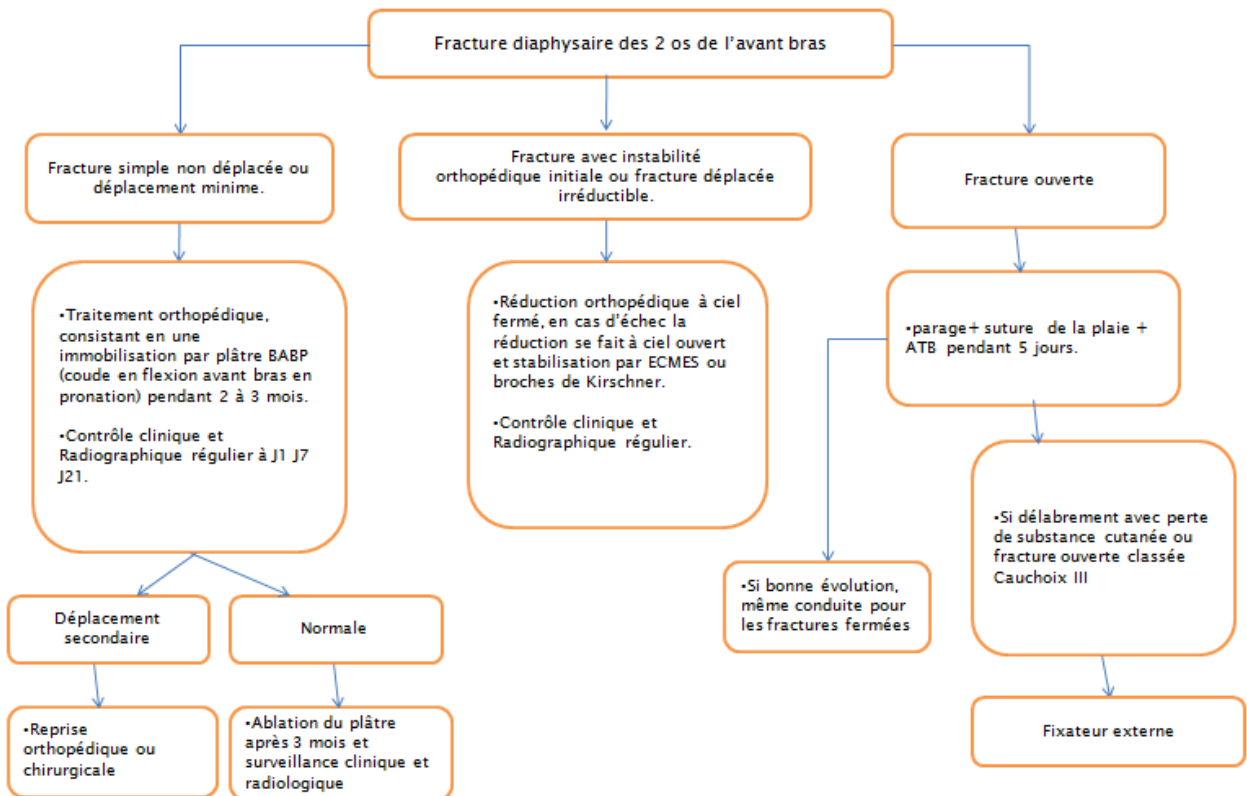 Fracture diaphysaire des 2 os de l'avant bras
Fracture simple non déplacée ou
déplacement minime.
Fracture avec instabilité
orthopédique initiale ou fracture déplacée
irréductible.
Fracture ouverte
•Traitement orthopédique,
consistant en une
immobilisation par plâtre BABP
(coude en flexion avant bras en
pronation) pendant 2 à 3 mois.
•Contrôle clinique et
Radiographique régulier à J1 J7
J21.
•Réduction orthopédique à ciel
fermé, en cas d'échec la
réduction se fait à ciel ouvert
et stabilisation par ECMES ou
broches de Kirschner.
•Contrôle clinique et
Radiographique régulier.
•parage+ suture de la plaie +
ATB pendant 5 jours.
•Si délabrement avec perte
de substance cutanée ou
fracture ouverte classée
Cauchoix III
•Si bonne évolution,
même conduite pour
les fractures fermées
Déplacement
secondaire
Normale
•Reprise
orthopédique ou
chirurgicale
•Ablation du plâtre
après 3 mois et
surveillance clinique et
radiologique
Fixateur externe